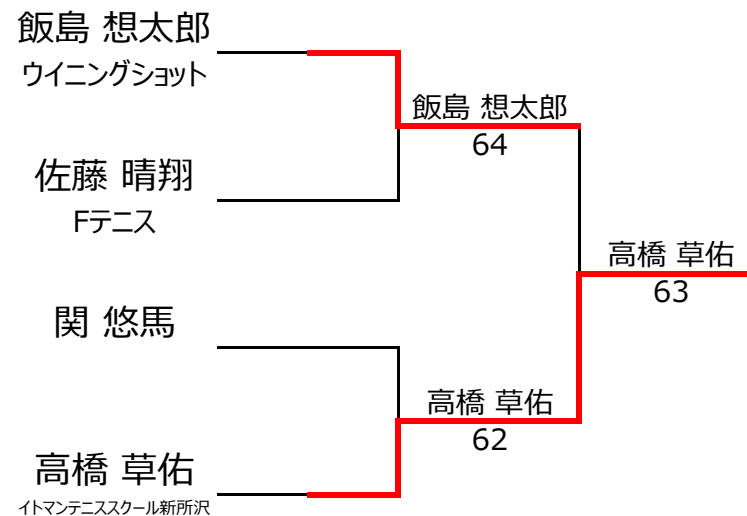 飯島 想太郎
ウイニングショット
飯島 想太郎
64
佐藤 晴翔
Fテニス
高橋 草佑
63
関 悠馬
高橋 草佑
62
高橋 草佑
イトマンテニススクール新所沢